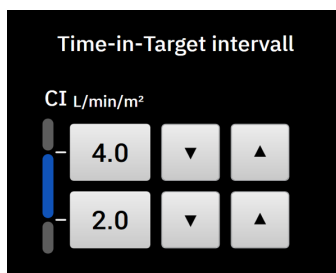 Time-in-Target intervall
CI L/min/m²
4.0 ▼ ▲
2.0 ▼ ▲